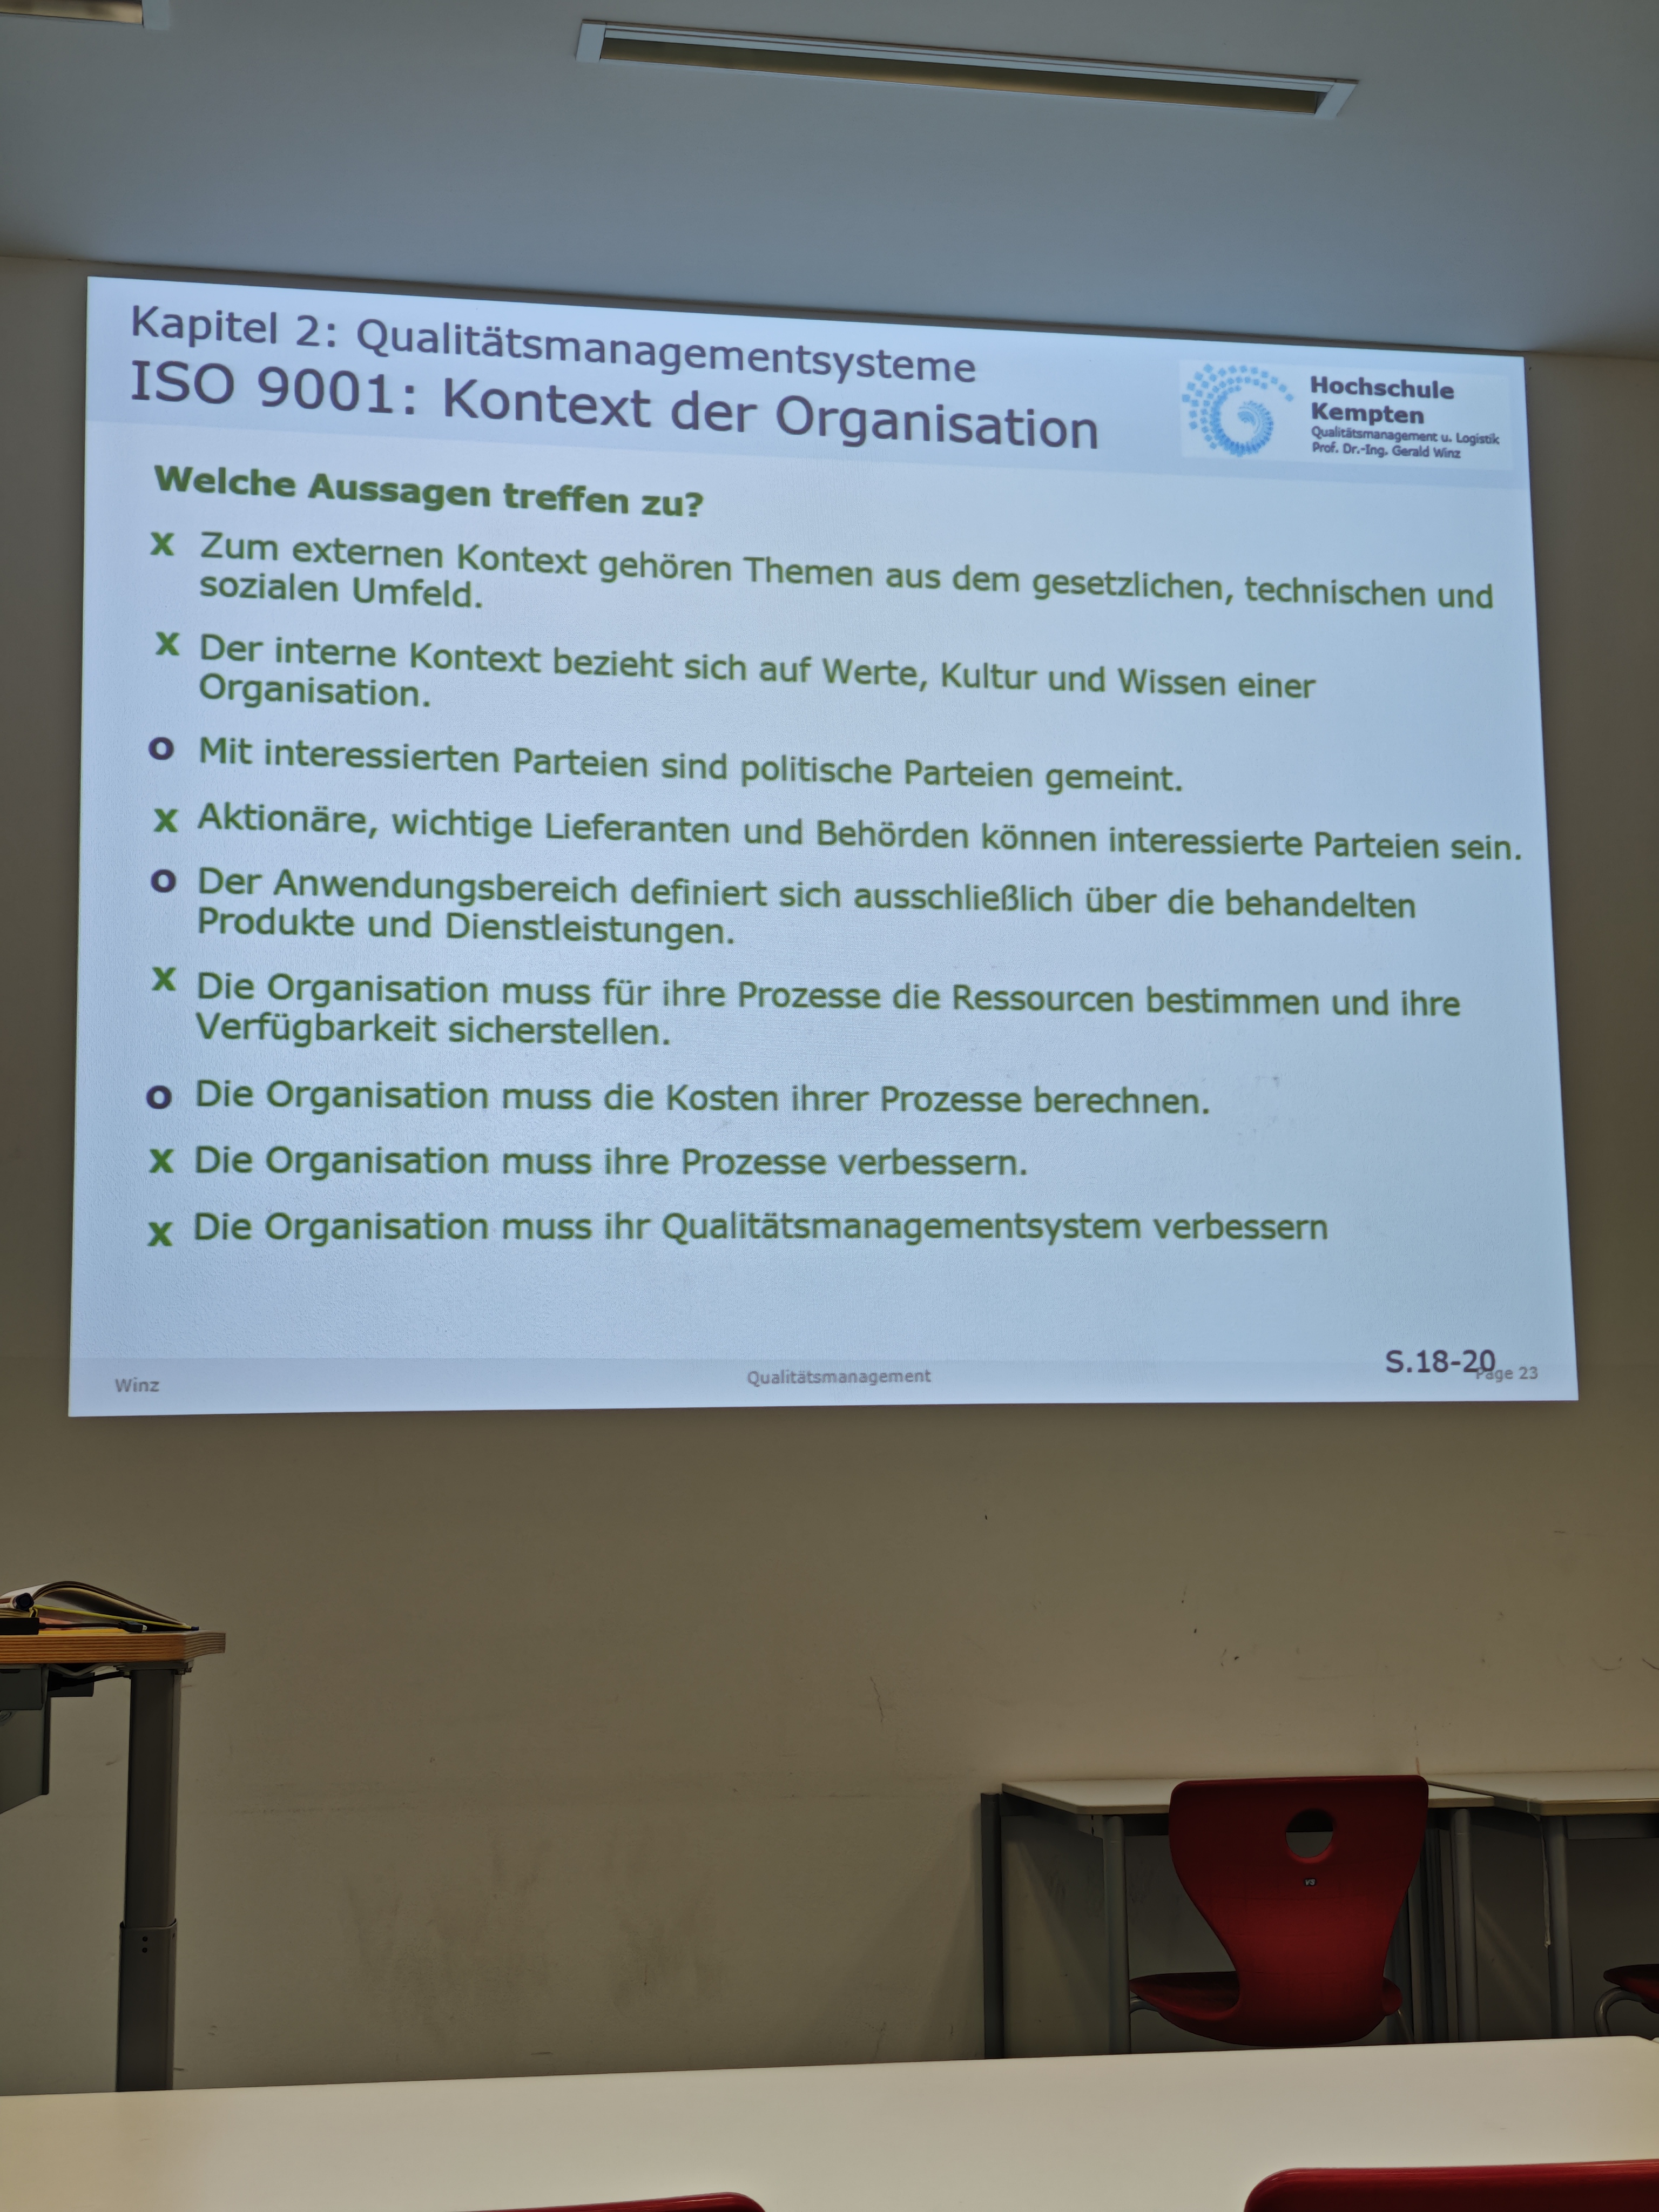 Kapitel 2: Qualitätsmanagementsysteme
ISO 9001: Kontext der Organisation
Hochschule
Kempten
Qualitätsmanagement u. Logistik
Prof. Dr.-Ing. Gerald Winz
Welche Aussagen treffen zu?
x Zum externen Kontext gehören Themen aus dem gesetzlichen, technischen und
sozialen Umfeld.
x Der interne Kontext bezieht sich auf Werte, Kultur und Wissen einer
Organisation.
o Mit interessierten Parteien sind politische Parteien gemeint.
x Aktionäre, wichtige Lieferanten und Behörden können interessierte Parteien sein.
o Der Anwendungsbereich definiert sich ausschließlich über die behandelten
Produkte und Dienstleistungen.
x Die Organisation muss für ihre Prozesse die Ressourcen bestimmen und ihre
Verfügbarkeit sicherstellen.
o Die Organisation muss die Kosten ihrer Prozesse berechnen.
x Die Organisation muss ihre Prozesse verbessern.
x Die Organisation muss ihr Qualitätsmanagementsystem verbessern
S.18-20
Winz
Qualitätsmanagement
Page 23
VS